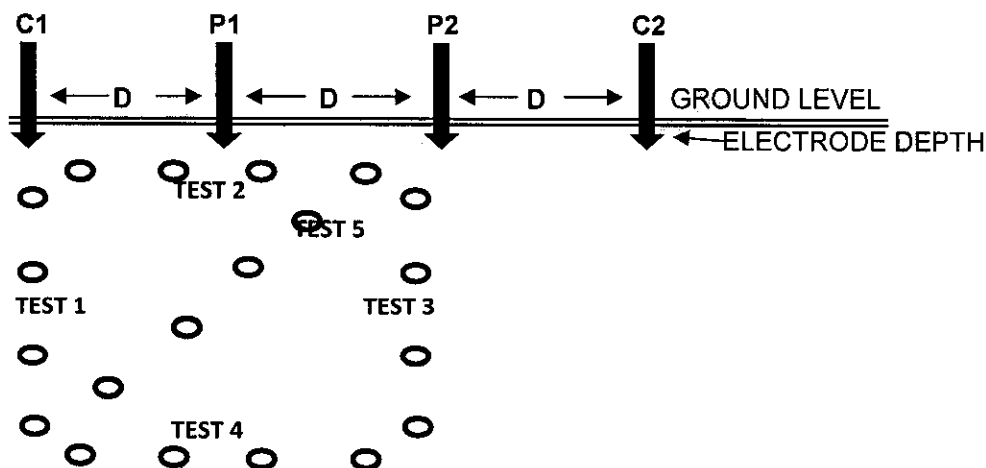 C1 P1 P2 C2
D D D
GROUND LEVEL
ELECTRODE DEPTH
TEST 2
TEST 5
TEST 1 TEST 3
TEST 4